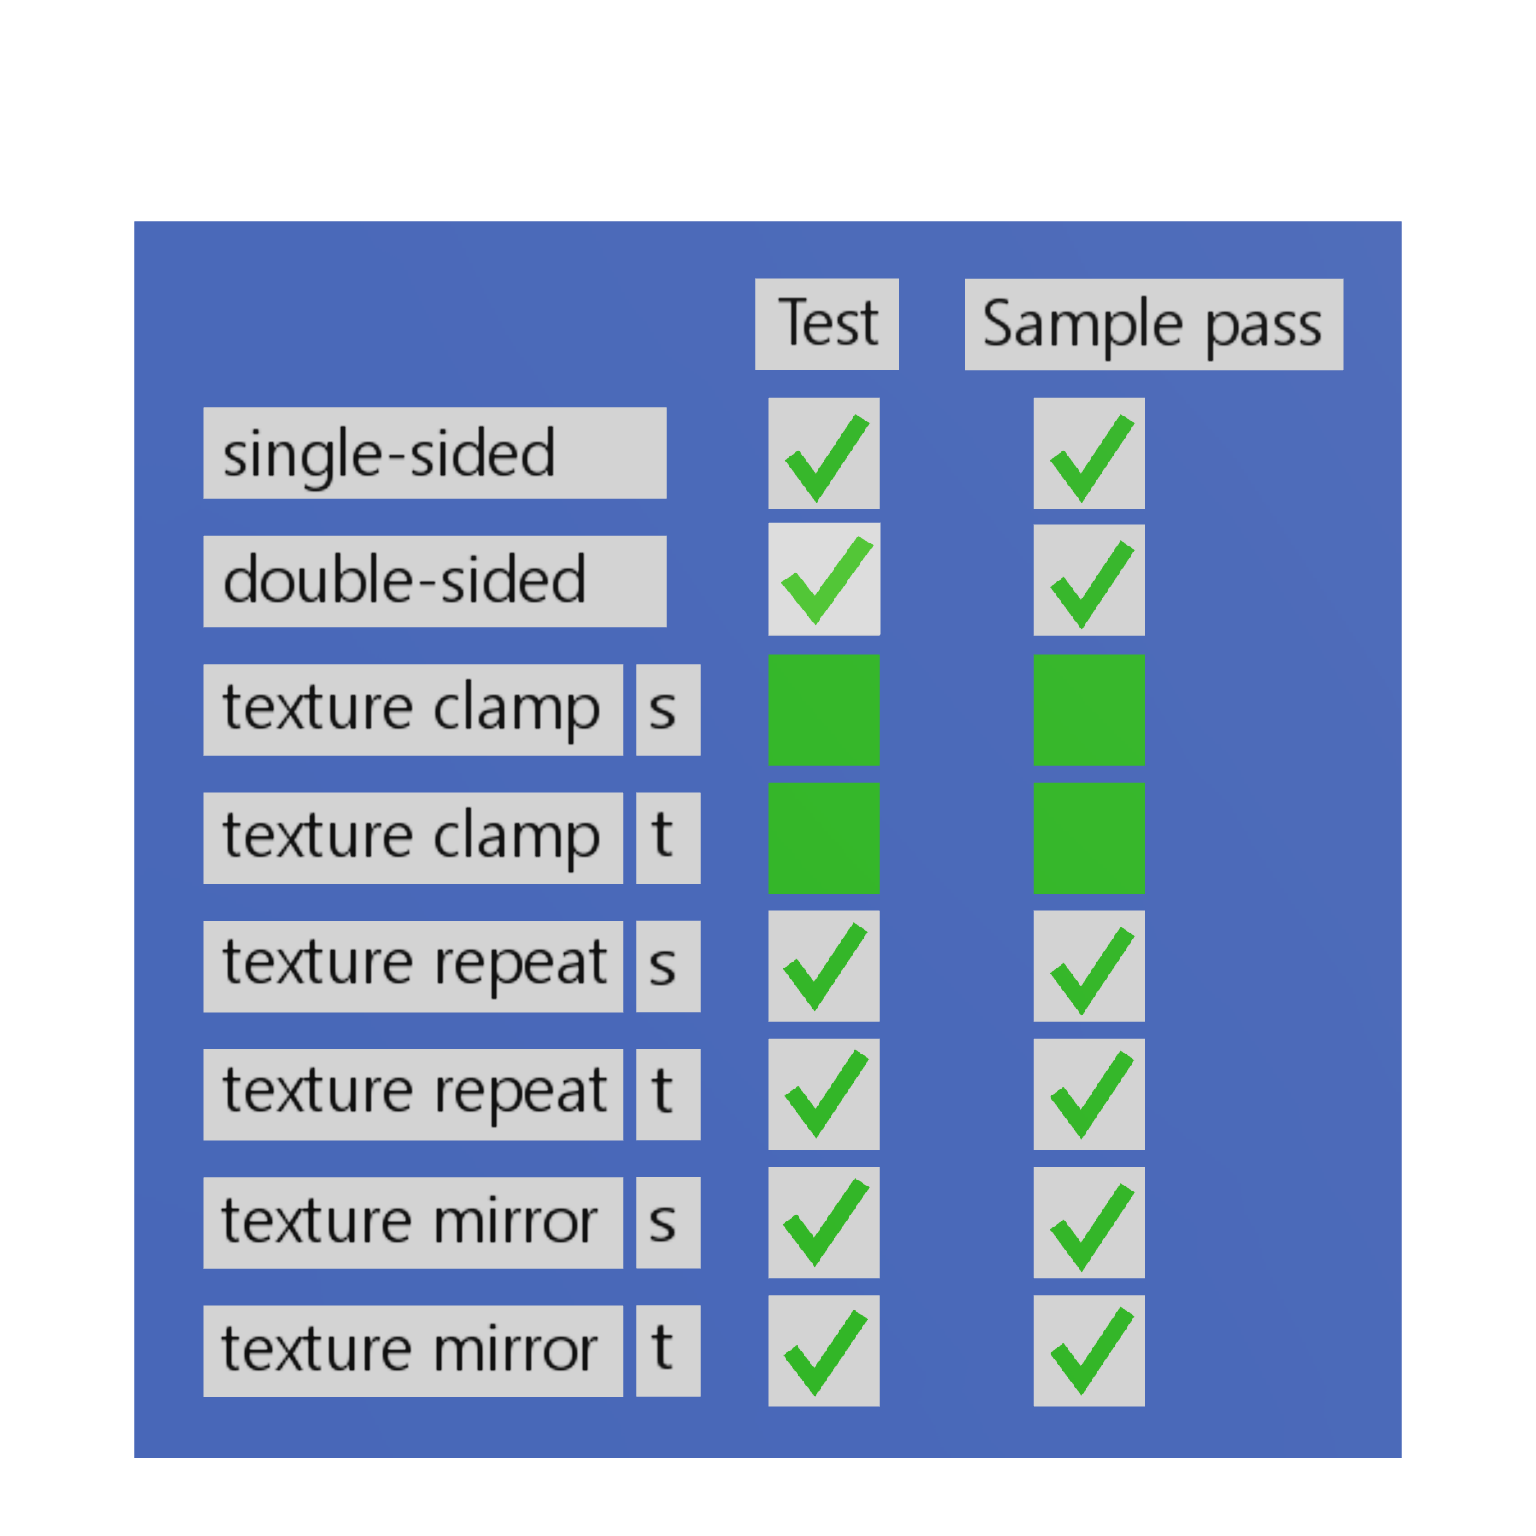 Test Sample pass
single-sided
double-sided
texture clamp s
texture clamp t
texture repeat s
texture repeat t
texture mirror s
texture mirror t